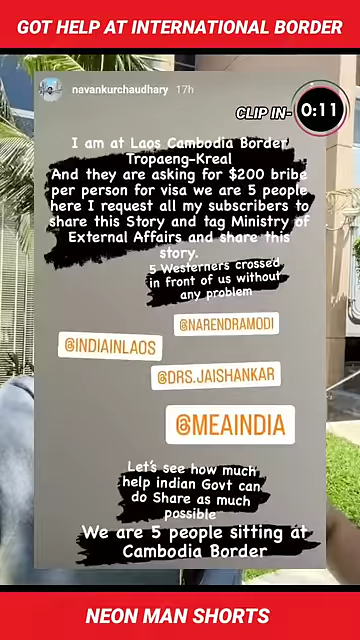 GOT HELP AT INTERNATIONAL BORDER
navankurchaudhary 17h
CLIP IN- 0:11
I am at Laos Cambodia Border
Tropaeng-Kreal
And they are asking for $200 bribe
per person for visa we are 5 people
here I request all my subscribers to
share this Story and tag Ministry of
External Affairs and share this
story.
5 Westerners crossed
in front of us without
any problem
@NARENDRAMODI
@INDIAINLAOS
@DRS.JAISHANKAR
@MEAINDIA
Let's see how much
help indian Govt can
do Share as much
possible
We are 5 people sitting at
Cambodia Border
NEON MAN SHORTS